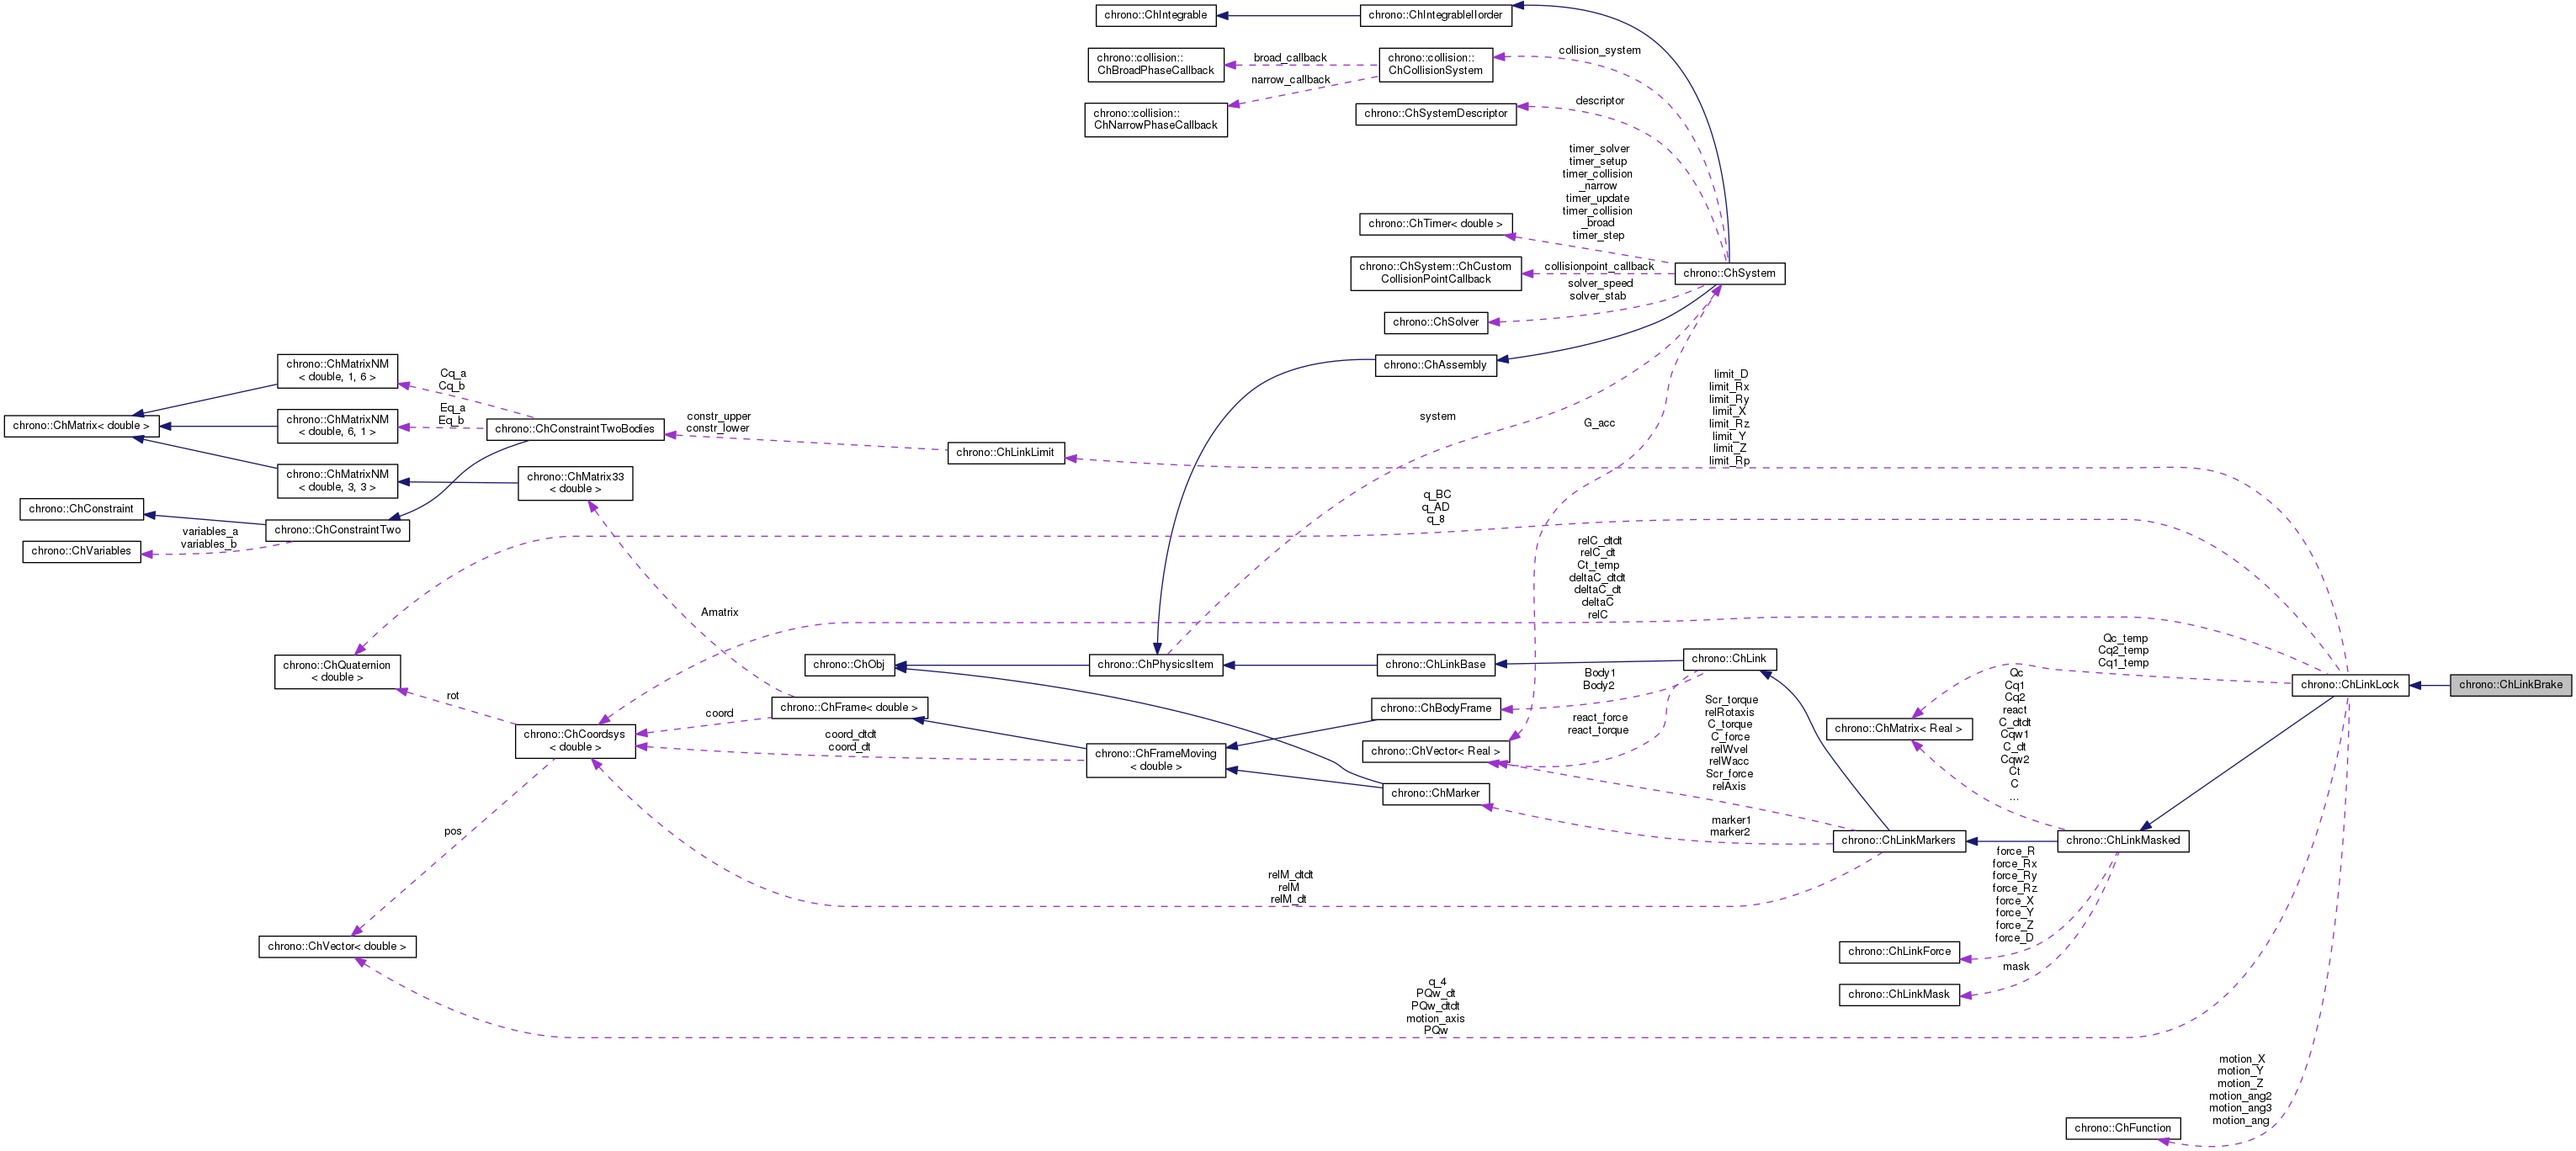 chrono::ChIntegrable
chrono::ChIntegrableIIorder
chrono::collision::
ChBroadPhaseCallback
broad_callback
chrono::collision::
ChCollisionSystem
collision_system
narrow_callback
chrono::collision::
ChNarrowPhaseCallback
chrono::ChSystemDescriptor
descriptor
timer_solver
timer_setup
timer_collision
_narrow
timer_update
timer_collision
_broad
timer_step
chrono::ChTimer< double >
chrono::ChSystem::ChCustom
CollisionPointCallback
collisionpoint_callback
chrono::ChSystem
solver_speed
solver_stab
chrono::ChSolver
chrono::ChAssembly
chrono::ChMatrixNM
< double, 1, 6 >
Cq_a
Cq_b
chrono::ChMatrix< double >
chrono::ChMatrixNM
< double, 6, 1 >
Eq_a
Eq_b
chrono::ChConstraintTwoBodies
constr_upper
constr_lower
chrono::ChLinkLimit
system
G_acc
limit_D
limit_Rx
limit_Ry
limit_X
limit_Rz
limit_Y
limit_Z
limit_Rp
chrono::ChMatrixNM
< double, 3, 3 >
chrono::ChMatrix33
< double >
chrono::ChConstraint
chrono::ChConstraintTwo
variables_a
variables_b
chrono::ChVariables
q_BC
q_AD
q_8
relC_dtdt
relC_dt
Ct_temp
deltaC_dtdt
deltaC_dt
deltaC
relC
Amatrix
chrono::ChQuaternion
< double >
rot
chrono::ChObj
chrono::ChPhysicsItem
chrono::ChLinkBase
chrono::ChLink
Qc_temp
Cq2_temp
Cq1_temp
chrono::ChLinkLock
chrono::ChLinkBrake
Body1
Body2
chrono::ChFrame< double >
coord
chrono::ChBodyFrame
Scr_torque
relRotaxis
C_torque
C_force
relWvel
relWacc
Scr_force
relAxis
Qc
Cq1
Cq2
react
C_dtdt
Cqw1
C_dt
Cqw2
Ct
C
...
chrono::ChMatrix< Real >
react_force
react_torque
chrono::ChCoordsys
< double >
coord_dtdt
coord_dt
chrono::ChFrameMoving
< double >
chrono::ChVector< Real >
chrono::ChMarker
marker1
marker2
pos
chrono::ChLinkMarkers
chrono::ChLinkMasked
relM_dtdt
relM
relM_dt
force_R
force_Rx
force_Ry
force_Rz
force_X
force_Y
force_Z
force_D
chrono::ChVector< double >
chrono::ChLinkForce
mask
chrono::ChLinkMask
q_4
PQw_dt
PQw_dtdt
motion_axis
PQw
motion_X
motion_Y
motion_Z
motion_ang2
motion_ang3
motion_ang
chrono::ChFunction